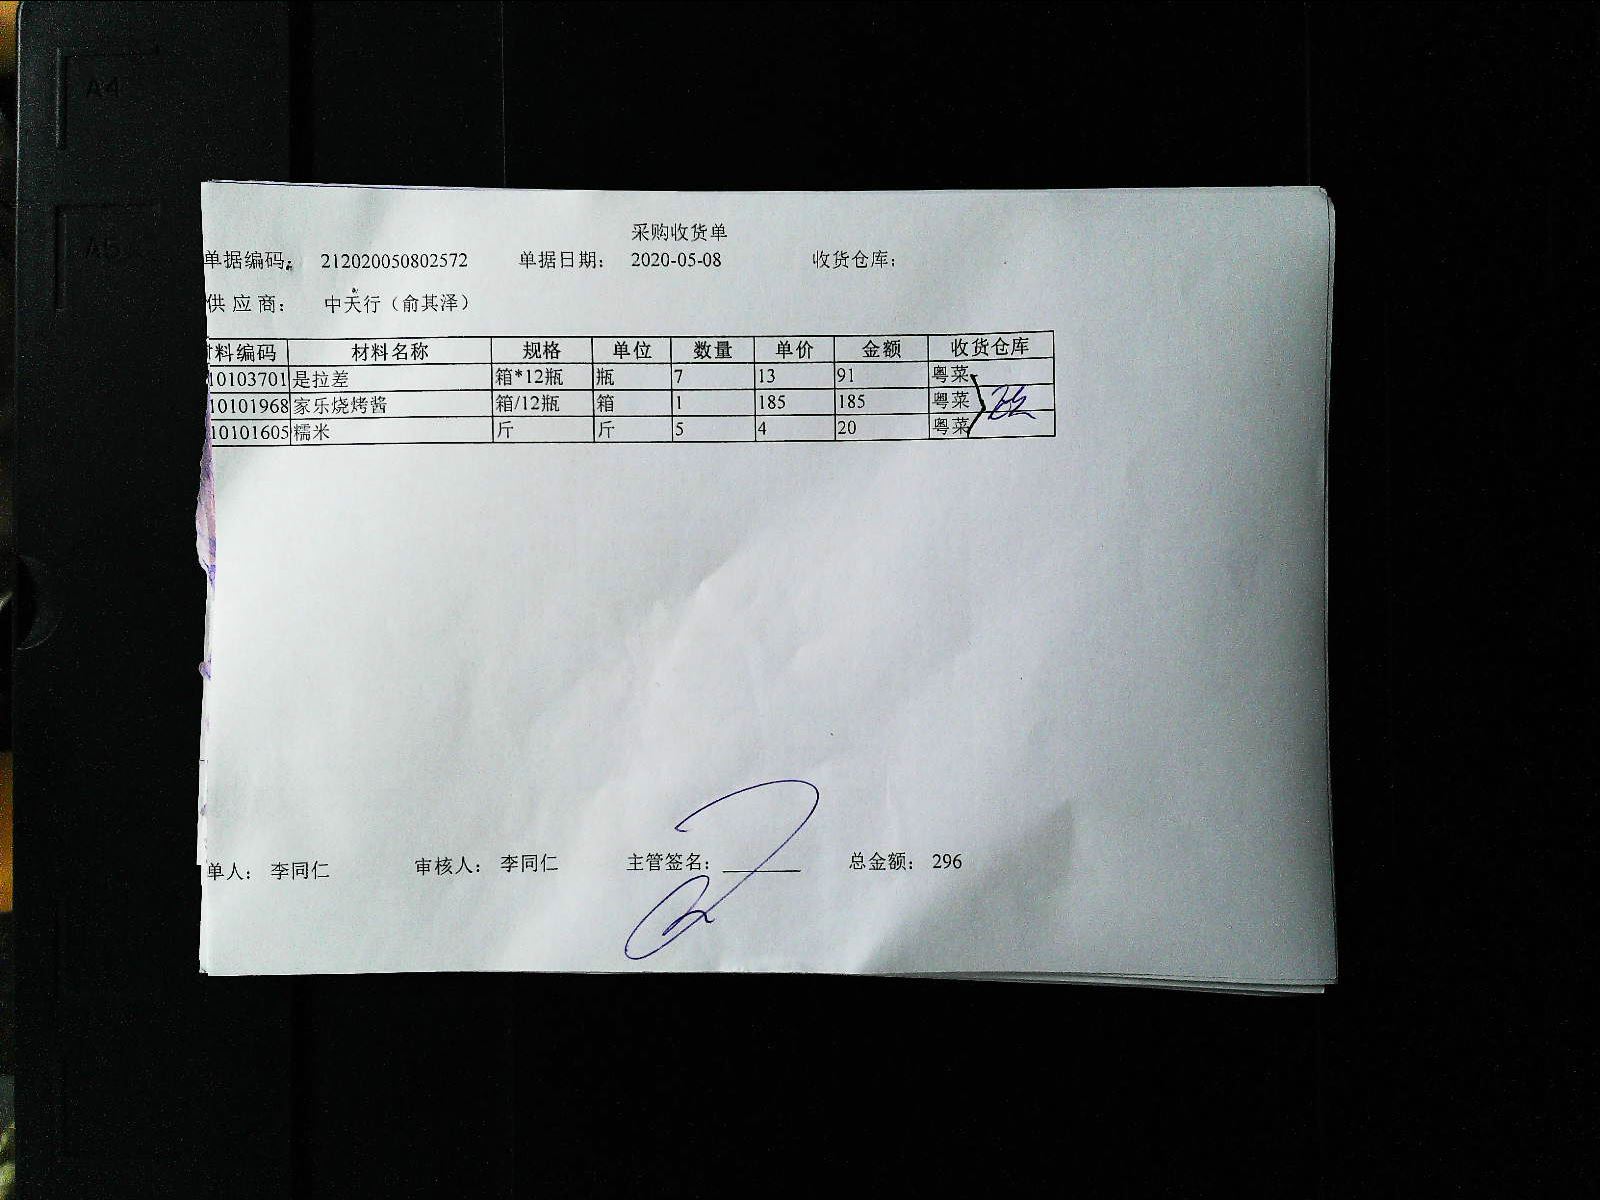 A4
A5
采购收货单
单据编码： 212020050802572 单据日期： 2020-05-08 收货仓库：
供应商： 中天行（俞其泽）
料编码 材料名称 规格 单位 数量 单价 金额 收货仓库
10103701 是拉差 箱*12瓶 瓶 7 13 91 粤菜
10101968 家乐烧烤酱 箱/12瓶 箱 1 185 185 粤菜
10101605 糯米 斤 斤 5 4 20 粤菜
单人： 李同仁 审核人： 李同仁 主管签名： 总金额： 296